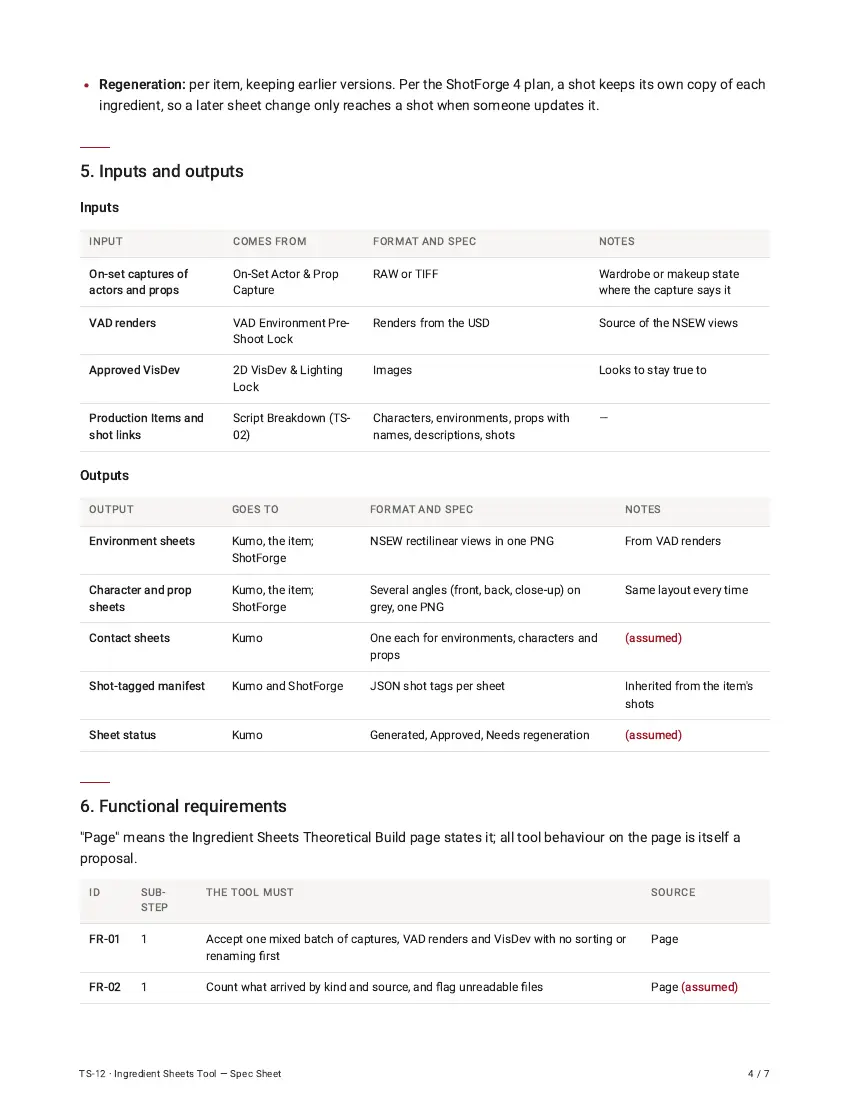 • Regeneration: per item, keeping earlier versions. Per the ShotForge 4 plan, a shot keeps its own copy of each
ingredient, so a later sheet change only reaches a shot when someone updates it.
5. Inputs and outputs
Inputs
INPUT COMES FROM FORMAT AND SPEC NOTES
On-set captures of On-Set Actor & Prop RAW or TIFF Wardrobe or makeup state
actors and props Capture where the capture says it
VAD renders VAD Environment Pre- Renders from the USD Source of the NSEW views
Shoot Lock
Approved VisDev 2D VisDev & Lighting Images Looks to stay true to
Lock
Production Items and Script Breakdown (TS- Characters, environments, props with —
shot links 02) names, descriptions, shots
Outputs
OUTPUT GOES TO FORMAT AND SPEC NOTES
Environment sheets Kumo, the item; NSEW rectilinear views in one PNG From VAD renders
ShotForge
Character and prop Kumo, the item; Several angles (front, back, close-up) on Same layout every time
sheets ShotForge grey, one PNG
Contact sheets Kumo One each for environments, characters and (assumed)
props
Shot-tagged manifest Kumo and ShotForge JSON shot tags per sheet Inherited from the item's
shots
Sheet status Kumo Generated, Approved, Needs regeneration (assumed)
6. Functional requirements
"Page" means the Ingredient Sheets Theoretical Build page states it; all tool behaviour on the page is itself a
proposal.
ID SUB- THE TOOL MUST SOURCE
STEP
FR-01 1 Accept one mixed batch of captures, VAD renders and VisDev with no sorting or Page
renaming first
FR-02 1 Count what arrived by kind and source, and flag unreadable files Page (assumed)
TS-12 · Ingredient Sheets Tool — Spec Sheet 4 / 7